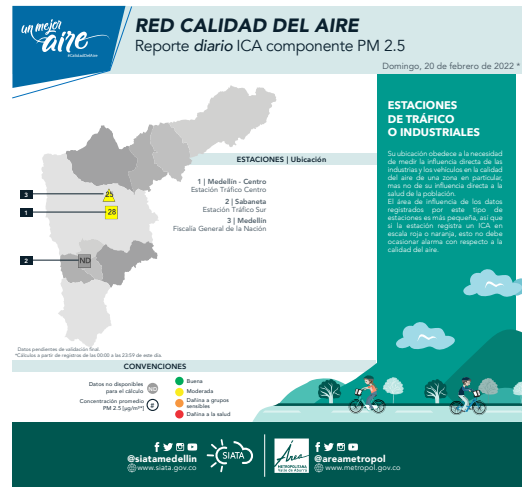 un mejor
aire
#CalidadDelAire
RED CALIDAD DEL AIRE
Reporte diario ICA componente PM 2.5
Domingo, 20 de febrero de 2022 *
ESTACIONES
DE TRÁFICO
O INDUSTRIALES
Su ubicación obedece a la necesidad
de medir la influencia directa de las
industrias y los vehículos en la calidad
del aire de una zona en particular,
mas no de su influencia directa a la
salud de la población.
El área de influencia de los datos
registrados por este tipo de
estaciones es más pequeña, así que
si la estación registra un ICA en
escala roja o naranja, esto no debe
ocasionar alarma con respecto a la
calidad del aire.
ESTACIONES | Ubicación
1 | Medellín - Centro
Estación Tráfico Centro
2 | Sabaneta
Estación Tráfico Sur
3 | Medellín
Fiscalía General de la Nación
3
25
1
28
2
ND
Datos pendientes de validación final.
*Cálculos a partir de registros de las 00:00 a las 23:59 de este día.
CONVENCIONES
Datos no disponibles
para el cálculo
ND
Concentración promedio
PM 2.5 [µg/m³*]
#
Buena
Moderada
Dañina a grupos
sensibles
Dañina a la salud
@siatamedellin
www.siata.gov.co
SIATA
Área
METROPOLITANA
Valle de Aburrá
@areametropol
www.metropol.gov.co